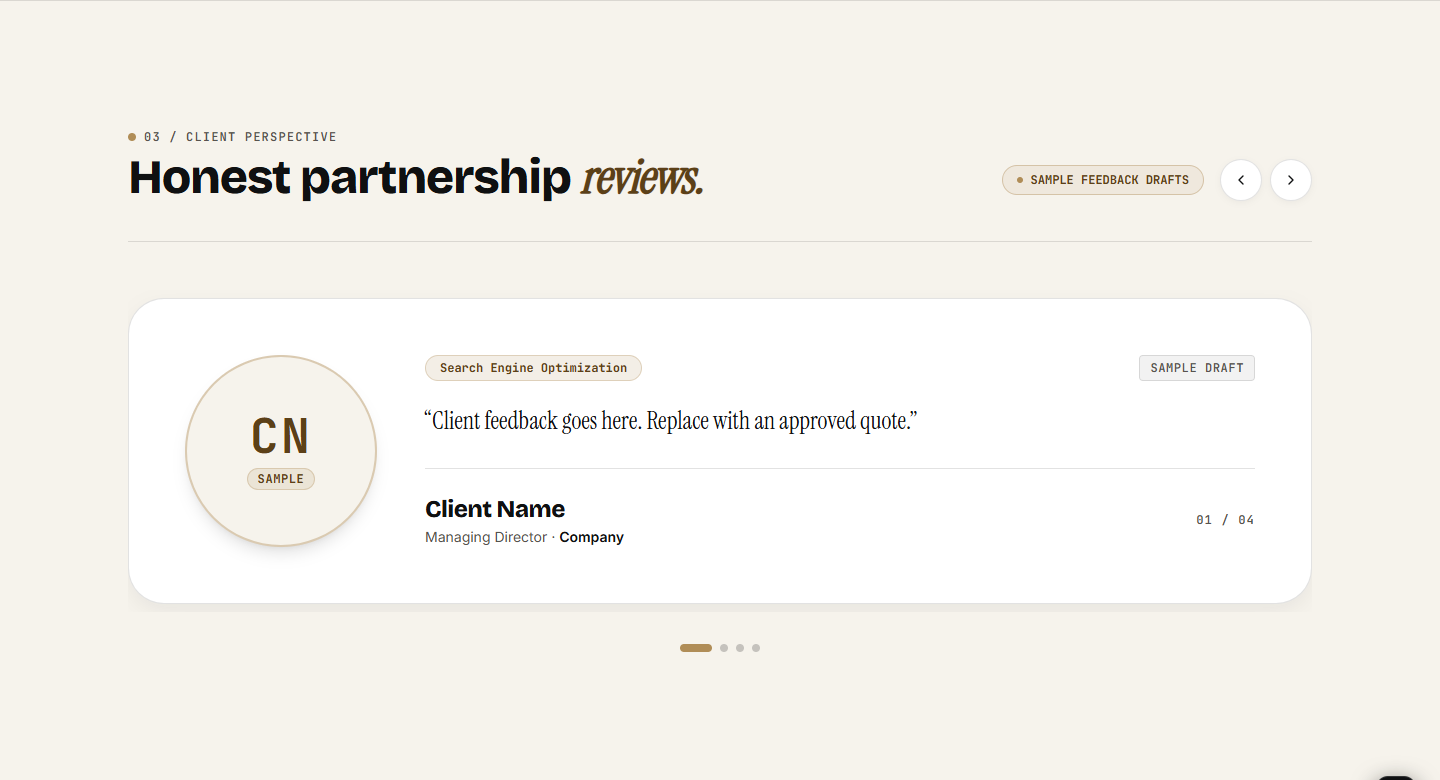 03 / CLIENT PERSPECTIVE
Honest partnership reviews.
SAMPLE FEEDBACK DRAFTS
CN
SAMPLE
Search Engine Optimization
SAMPLE DRAFT
“Client feedback goes here. Replace with an approved quote.”
Client Name
Managing Director · Company
01 / 04